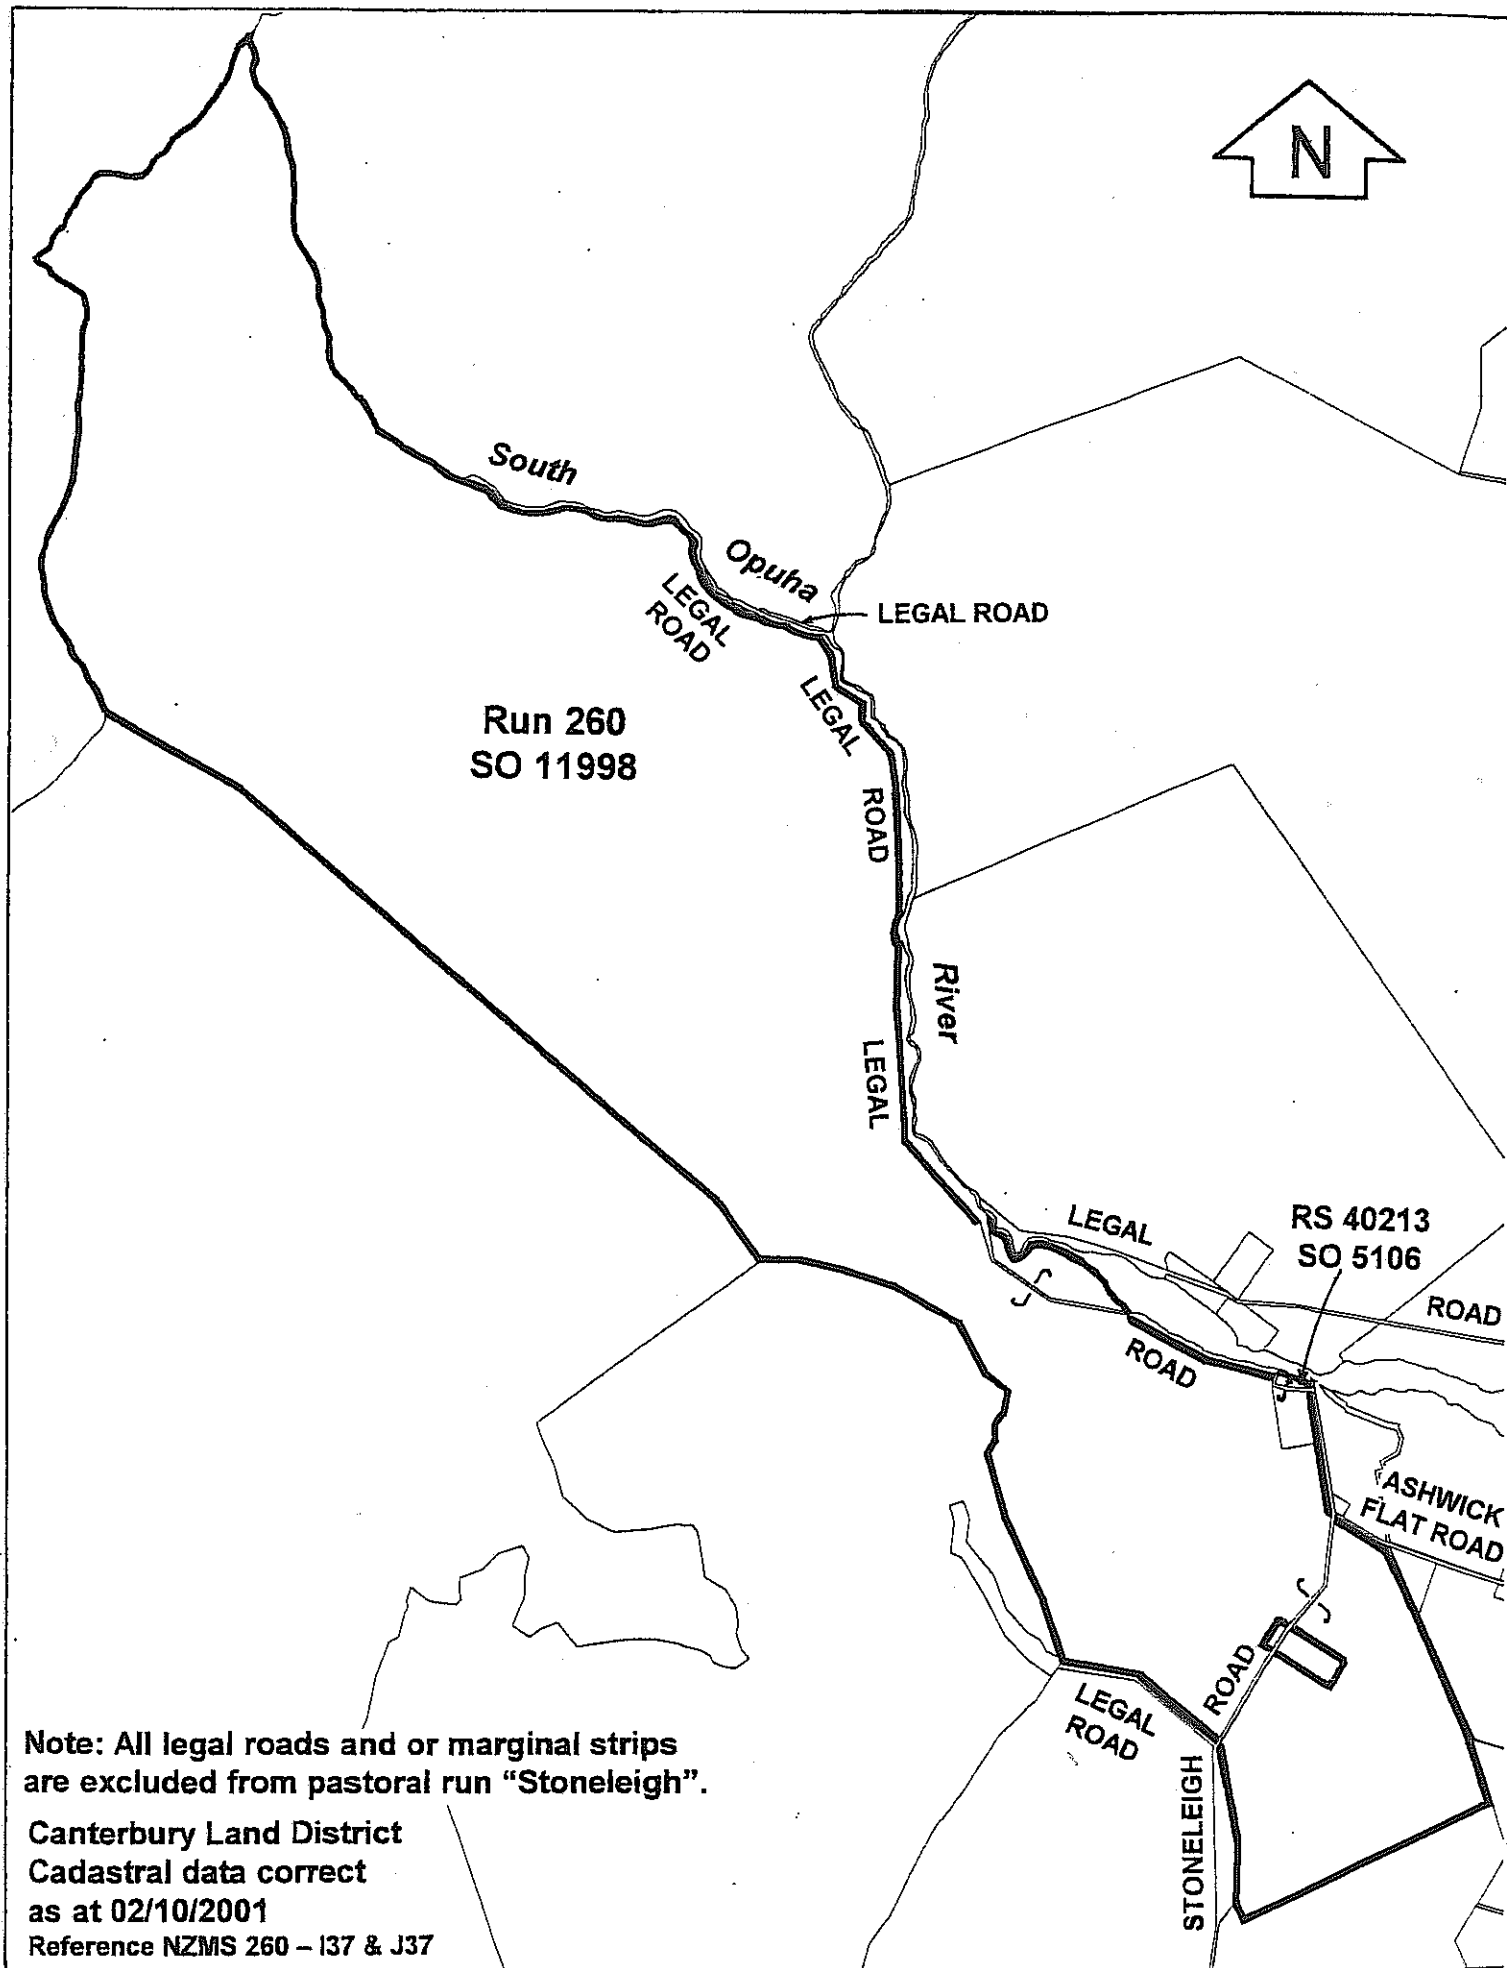 N
South
Opuha
LEGAL
ROAD
LEGAL ROAD
LEGAL
ROAD
Run 260
SO 11998
River
LEGAL
LEGAL
ROAD
RS 40213
SO 5106
ROAD
ASHWICK
FLAT ROAD
ROAD
LEGAL
ROAD
STONELEIGH
Note: All legal roads and or marginal strips
are excluded from pastoral run “Stoneleigh”.
Canterbury Land District
Cadastral data correct
as at 02/10/2001
Reference NZMS 260 – I37 & J37